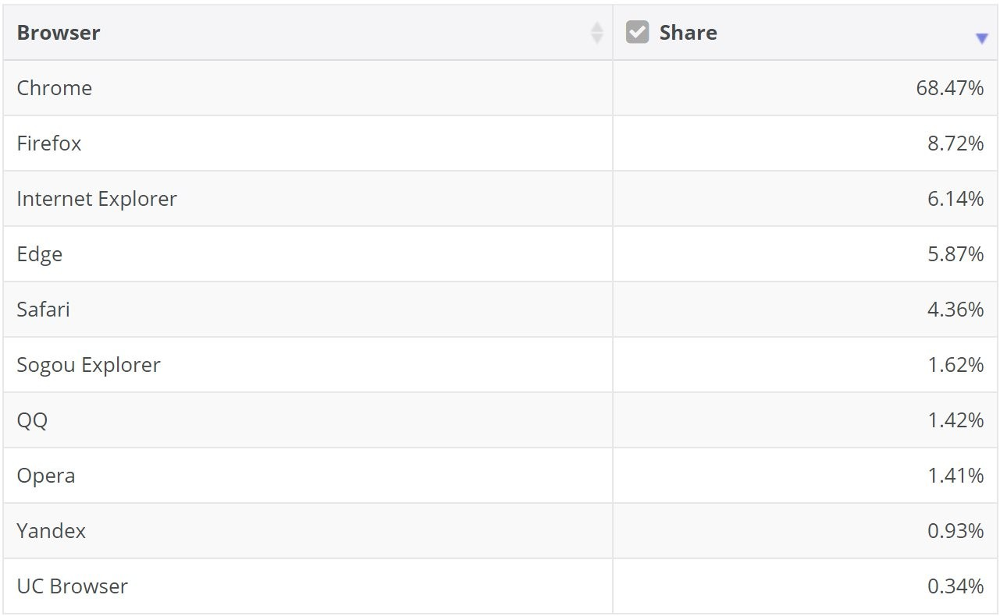 Browser Share
Chrome 68.47%
Firefox 8.72%
Internet Explorer 6.14%
Edge 5.87%
Safari 4.36%
Sogou Explorer 1.62%
QQ 1.42%
Opera 1.41%
Yandex 0.93%
UC Browser 0.34%